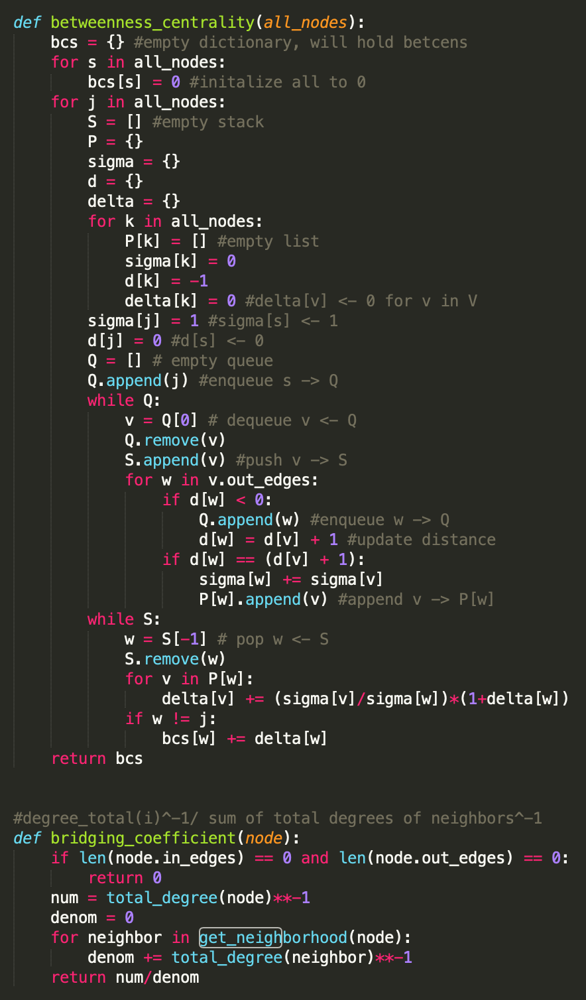 def betweenness_centrality(all_nodes):
    bcs = {} #empty dictionary, will hold betcens
    for s in all_nodes:
        bcs[s] = 0 #initalize all to 0
    for j in all_nodes:
        S = [] #empty stack
        P = {}
        sigma = {}
        d = {}
        delta = {}
        for k in all_nodes:
            P[k] = [] #empty list
            sigma[k] = 0
            d[k] = -1
            delta[k] = 0 #delta[v] <- 0 for v in V
        sigma[j] = 1 #sigma[s] <- 1
        d[j] = 0 #d[s] <- 0
        Q = [] # empty queue
        Q.append(j) #enqueue s -> Q
        while Q:
            v = Q[0] # dequeue v <- Q
            Q.remove(v)
            S.append(v) #push v -> S
            for w in v.out_edges:
                if d[w] < 0:
                    Q.append(w) #enqueue w -> Q
                    d[w] = d[v] + 1 #update distance
                if d[w] == (d[v] + 1):
                    sigma[w] += sigma[v]
                    P[w].append(v) #append v -> P[w]
        while S:
            w = S[-1] # pop w <- S
            S.remove(w)
            for v in P[w]:
                delta[v] += (sigma[v]/sigma[w])*(1+delta[w])
            if w != j:
                bcs[w] += delta[w]
    return bcs
#degree_total(i)^-1/ sum of total degrees of neighbors^-1
def bridging_coefficient(node):
    if len(node.in_edges) == 0 and len(node.out_edges) == 0:
        return 0
    num = total_degree(node)**-1
    denom = 0
    for neighbor in get_neighborhood(node):
        denom += total_degree(neighbor)**-1
    return num/denom